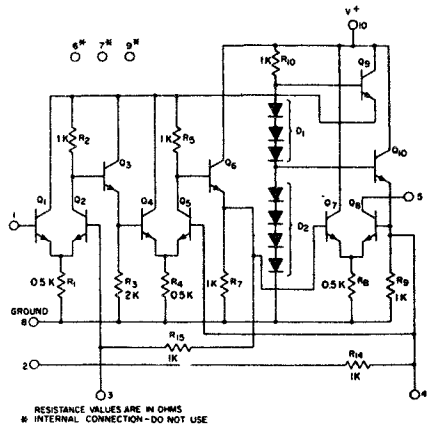 V+
10
6* 7* 9*
1K R10 Q9
1K R2 1K R5 D1
Q3 Q6 Q10
Q1 Q2 Q4 Q5 Q7 Q8 5
1 D2
0.5K R1 R3 2K R4 0.5K 1K R7 0.5K R8 R9 1K
GROUND
8
R15
1K
2 R14
1K
3 4
RESISTANCE VALUES ARE IN OHMS
* INTERNAL CONNECTION-DO NOT USE